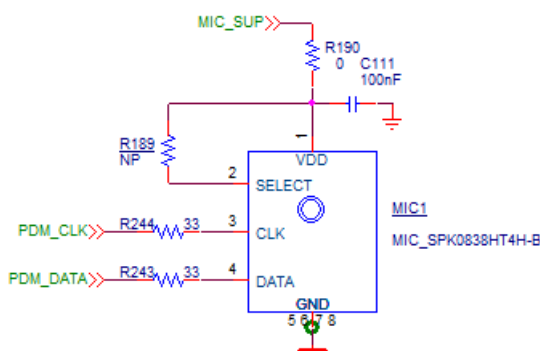 MIC_SUP
R190
0
C111
100nF
R189
NP
1
VDD
2
SELECT
MIC1
PDM_CLK
R244
33
3
CLK
MIC_SPK0838HT4H-B
PDM_DATA
R243
33
4
DATA
GND
5 6 7 8